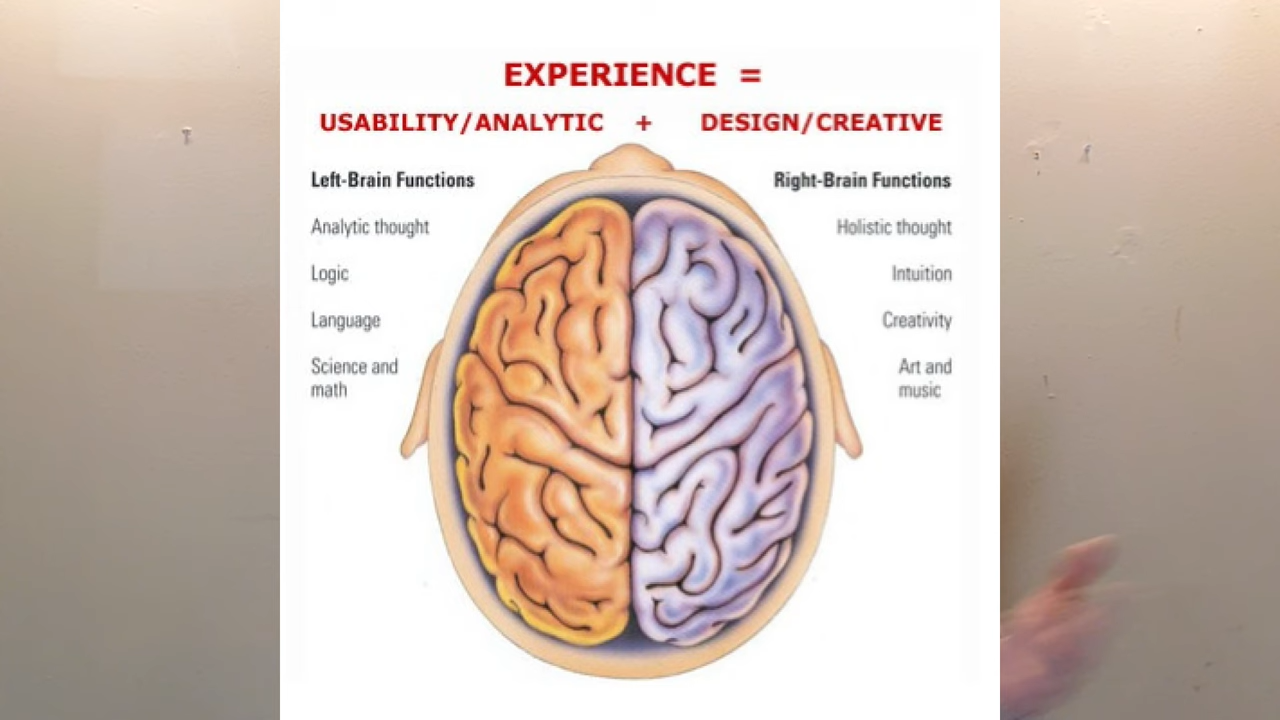 EXPERIENCE =
USABILITY/ANALYTIC + DESIGN/CREATIVE
Left-Brain Functions
Analytic thought
Logic
Language
Science and
math
Right-Brain Functions
Holistic thought
Intuition
Creativity
Art and
music